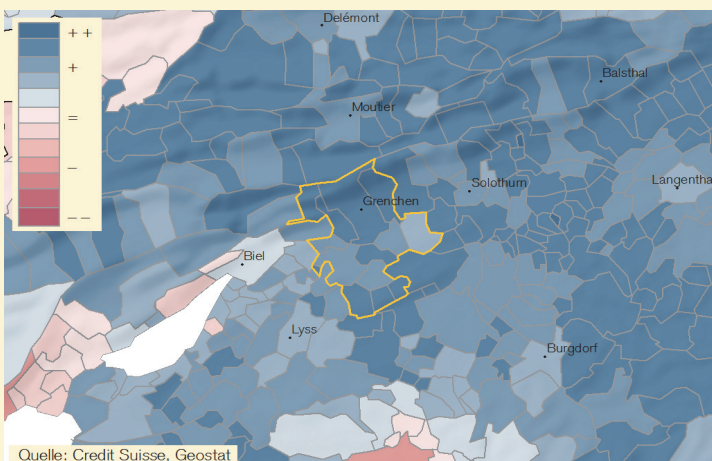 Delémont
+ +
+
=
–
– –
Balsthal
Moutier
Solothurn
Langentha
Grenchen
Biel
Lyss
Burgdorf
Quelle: Credit Suisse, Geostat